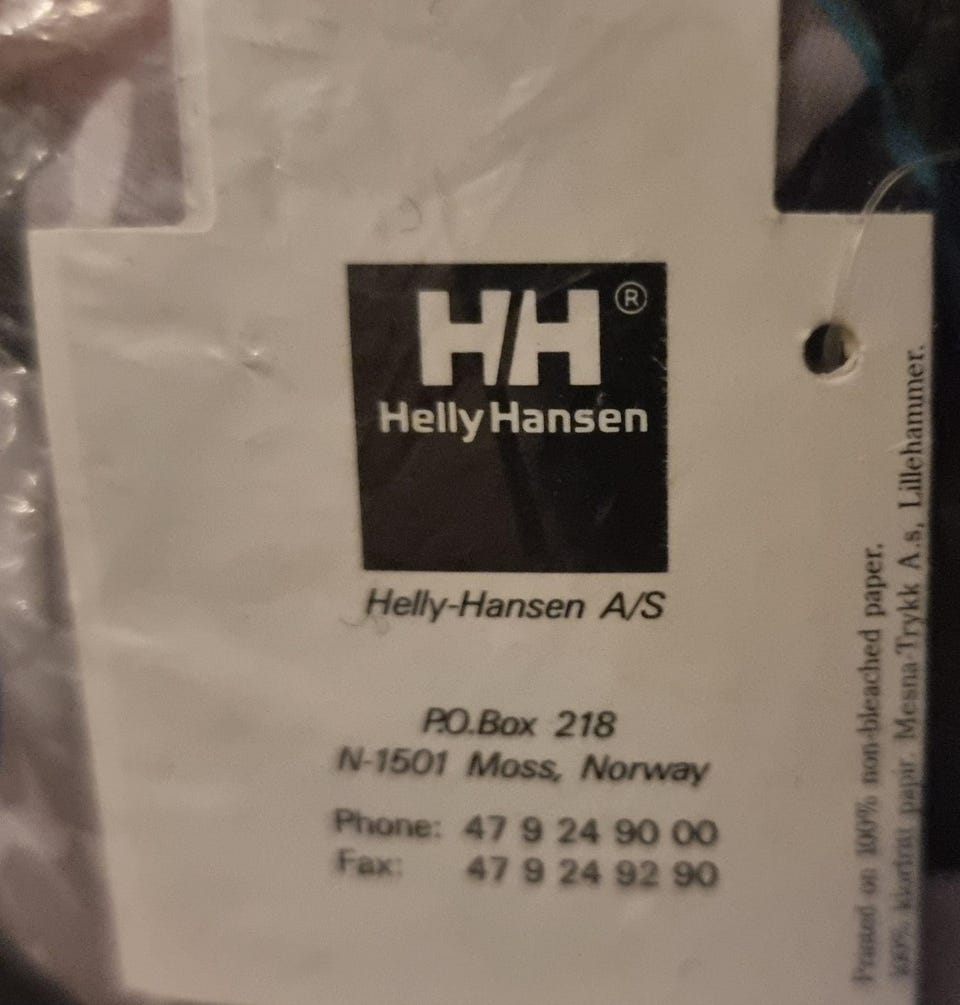 HH®
Helly Hansen
Helly-Hansen A/S
P.O.Box 218
N-1501 Moss, Norway
Phone: 47 9 24 90 00
Fax: 47 9 24 92 90
Printed on 100% non-bleached paper.
100% klorfritt papir. Mesna-Trykk A.s, Lillehammer.